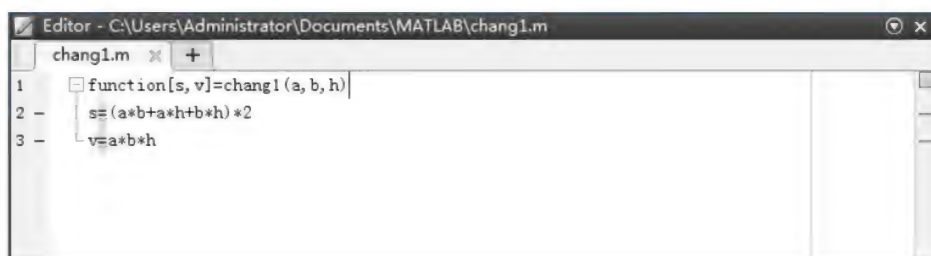 Editor - C:\Users\Administrator\Documents\MATLAB\chang1.m
chang1.m
1 function[s,v]=chang1(a,b,h)
2 - s=(a*b+a*h+b*h)*2
3 - v=a*b*h